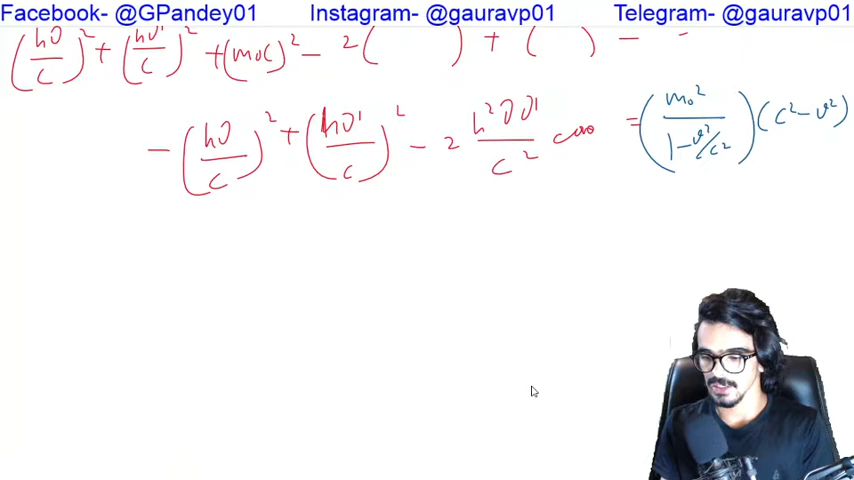 Facebook- @GPandey01 Instagram- @gauravp01 Telegram- @gauravp01
(hν/c)² + (hν'/c)² + (m₀c)² - 2( ) + ( ) -
- (hν/c)² + (hν'/c)² - 2 h²νν'/c² cos = (m₀²/1-v²/c²)(c²-v²)